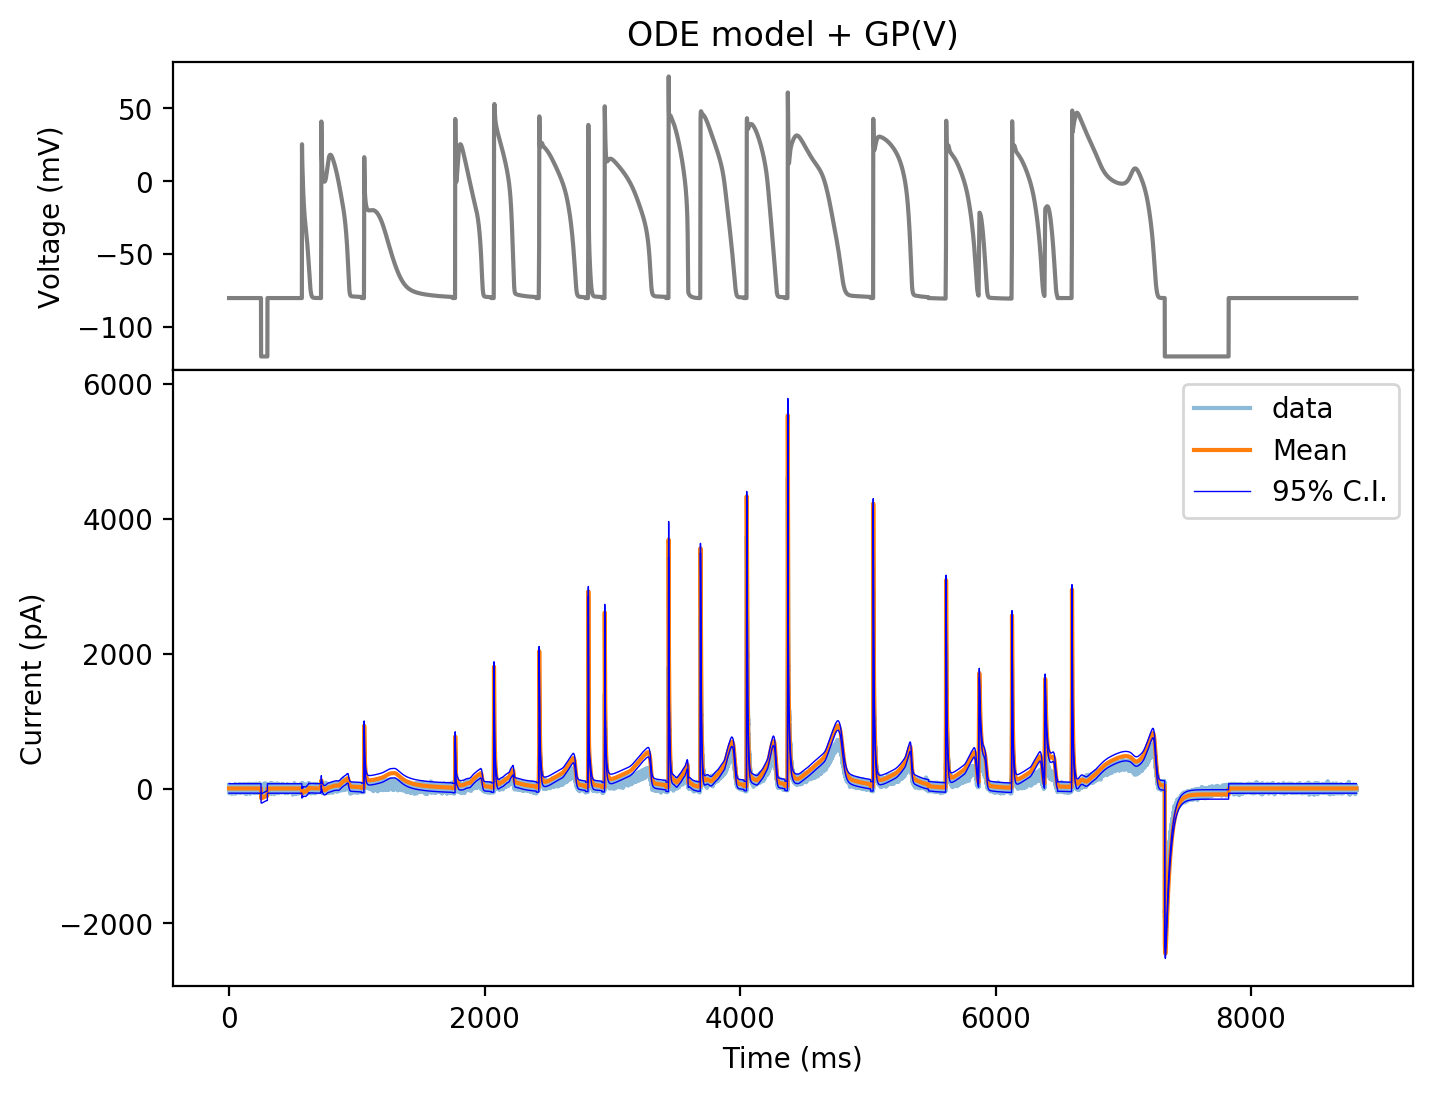 ODE model + GP(V)
50
0
−50
−100
Voltage (mV)
6000
4000
2000
0
−2000
Current (pA)
data
Mean
95% C.I.
0 2000 4000 6000 8000
Time (ms)